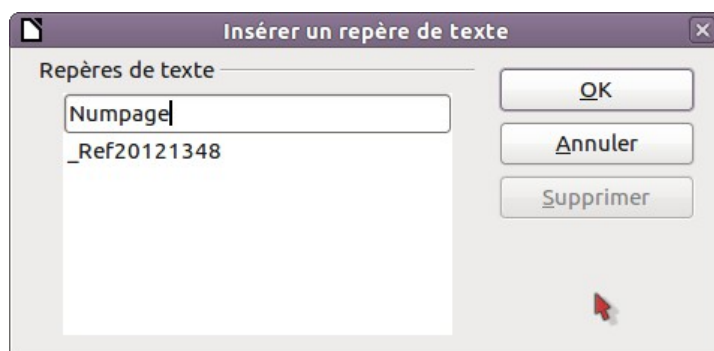 Insérer un repère de texte
Repères de texte
Numpage
_Ref20121348
OK
Annuler
Supprimer